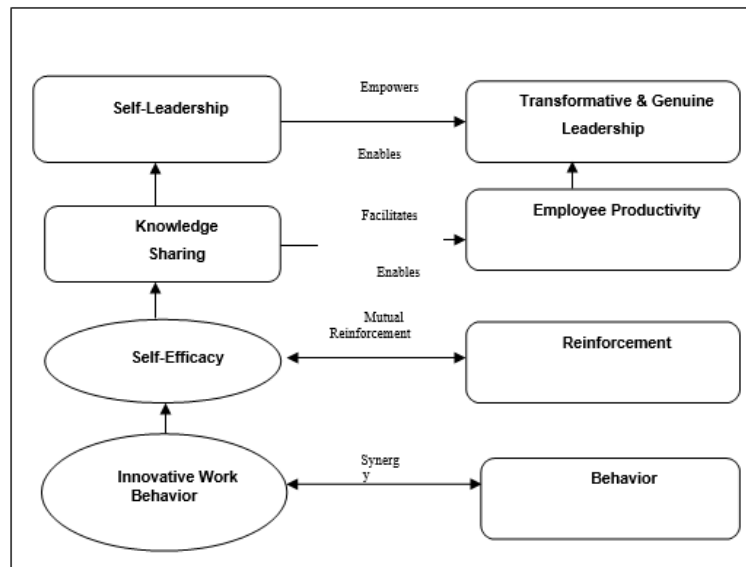 Empowers
Self-Leadership
Transformative & Genuine
Leadership
Enables
Knowledge
Sharing
Facilitates
Employee Productivity
Enables
Mutual
Reinforcement
Self-Efficacy
Reinforcement
Synerg
y
Innovative Work
Behavior
Behavior